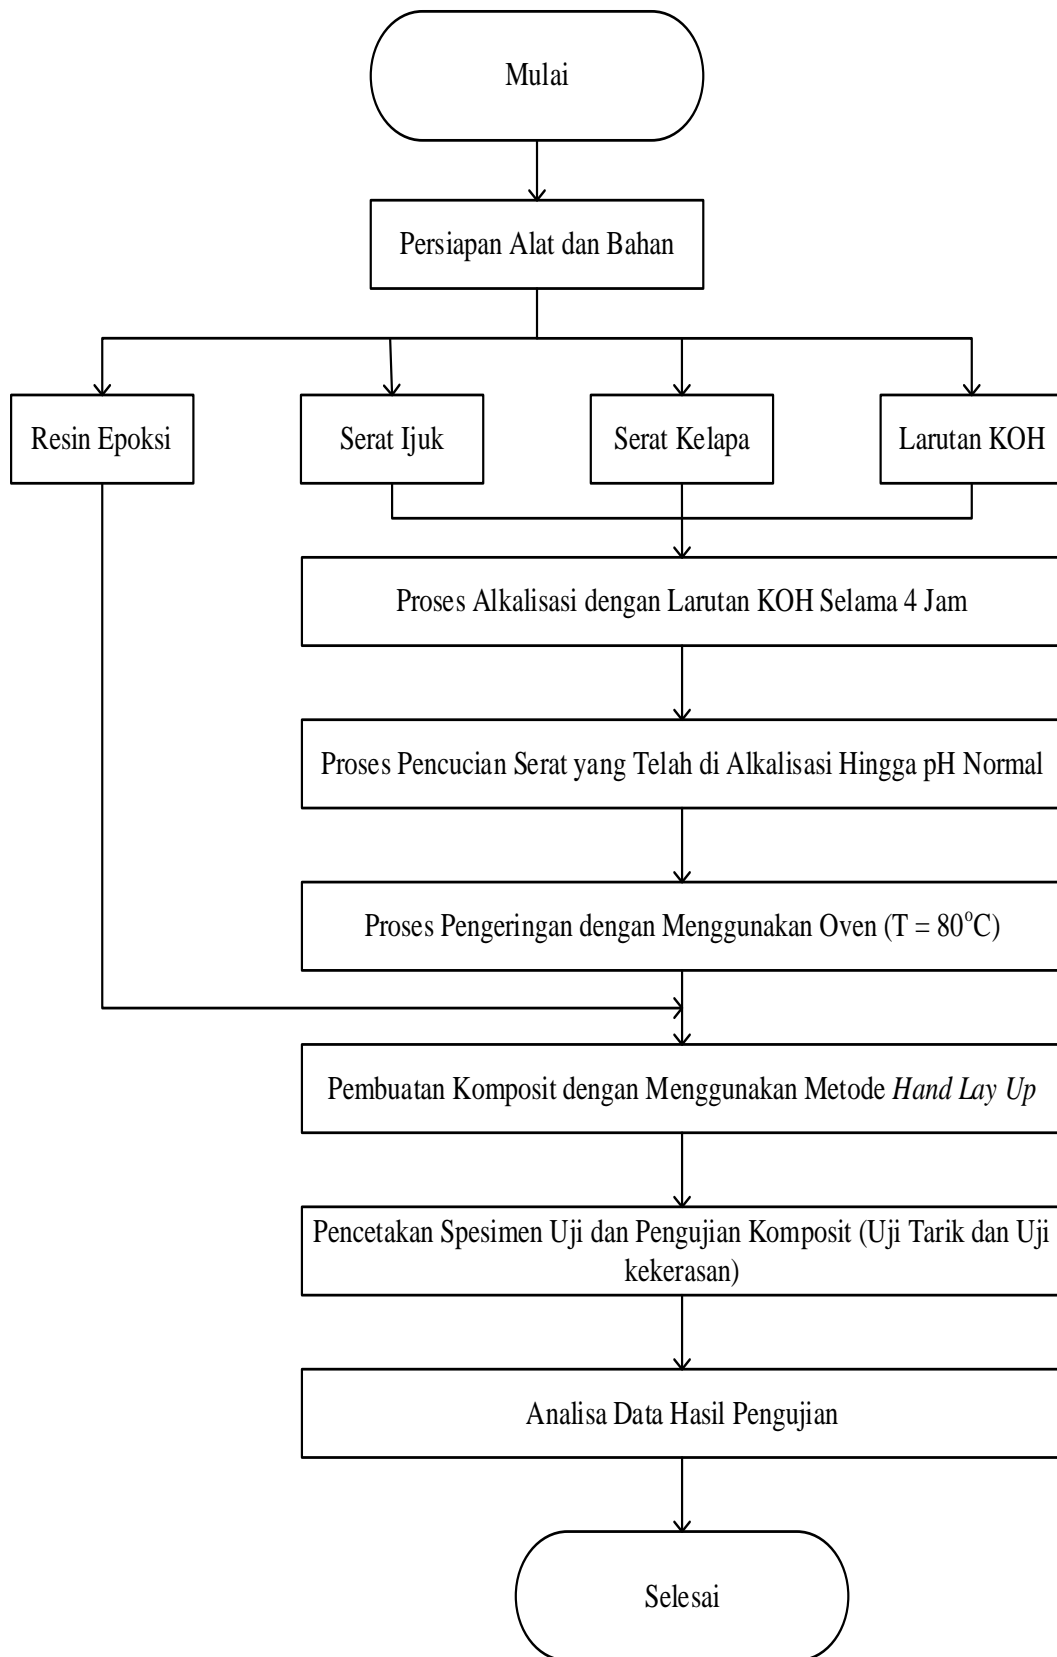 Mulai
Persiapan Alat dan Bahan
Resin Epoksi
Serat Ijuk
Serat Kelapa
Larutan KOH
Proses Alkalisasi dengan Larutan KOH Selama 4 Jam
Proses Pencucian Serat yang Telah di Alkalisasi Hingga pH Normal
Proses Pengeringan dengan Menggunakan Oven (T = 80°C)
Pembuatan Komposit dengan Menggunakan Metode Hand Lay Up
Pencetakan Spesimen Uji dan Pengujian Komposit (Uji Tarik dan Uji
kekerasan)
Analisa Data Hasil Pengujian
Selesai